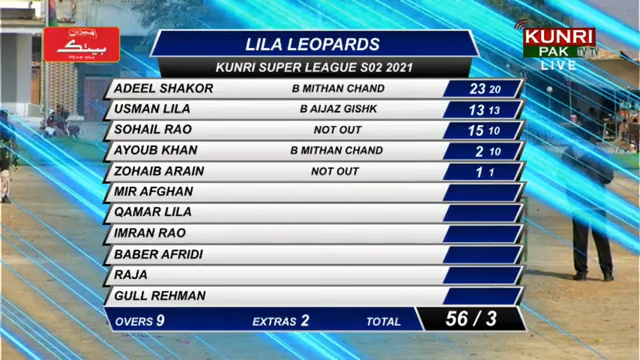 میزان
بیٹک
KUNRI
PAK TV
LIVE
LILA LEOPARDS
KUNRI SUPER LEAGUE S02 2021
ADEEL SHAKOR B MITHAN CHAND 23 20
USMAN LILA B AIJAZ GISHK 13 13
SOHAIL RAO NOT OUT 15 10
AYOUB KHAN B MITHAN CHAND 2 10
ZOHAIB ARAIN NOT OUT 1 1
MIR AFGHAN
QAMAR LILA
IMRAN RAO
BABER AFRIDI
RAJA
GULL REHMAN
OVERS 9 EXTRAS 2 TOTAL 56 / 3